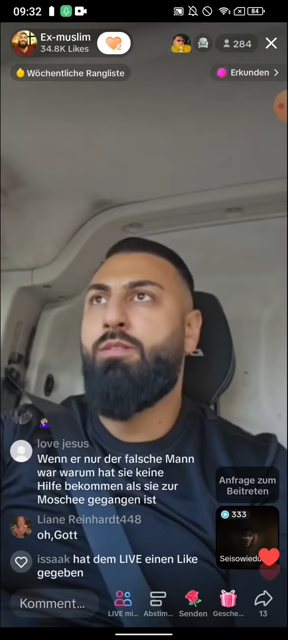 09:32
84
Ex-muslim
34.8K Likes
284
Wöchentliche Rangliste
Erkunden >
love jesus
Wenn er nur der falsche Mann
war warum hat sie keine
Hilfe bekommen als sie zur
Moschee gegangen ist
Anfrage zum
Beitreten
Liane Reinhardt448
oh,Gott
333
Seisowiedu
issaak hat dem LIVE einen Like
gegeben
Komment...
LIVE mi...
Abstim...
Senden
Gesche...
13